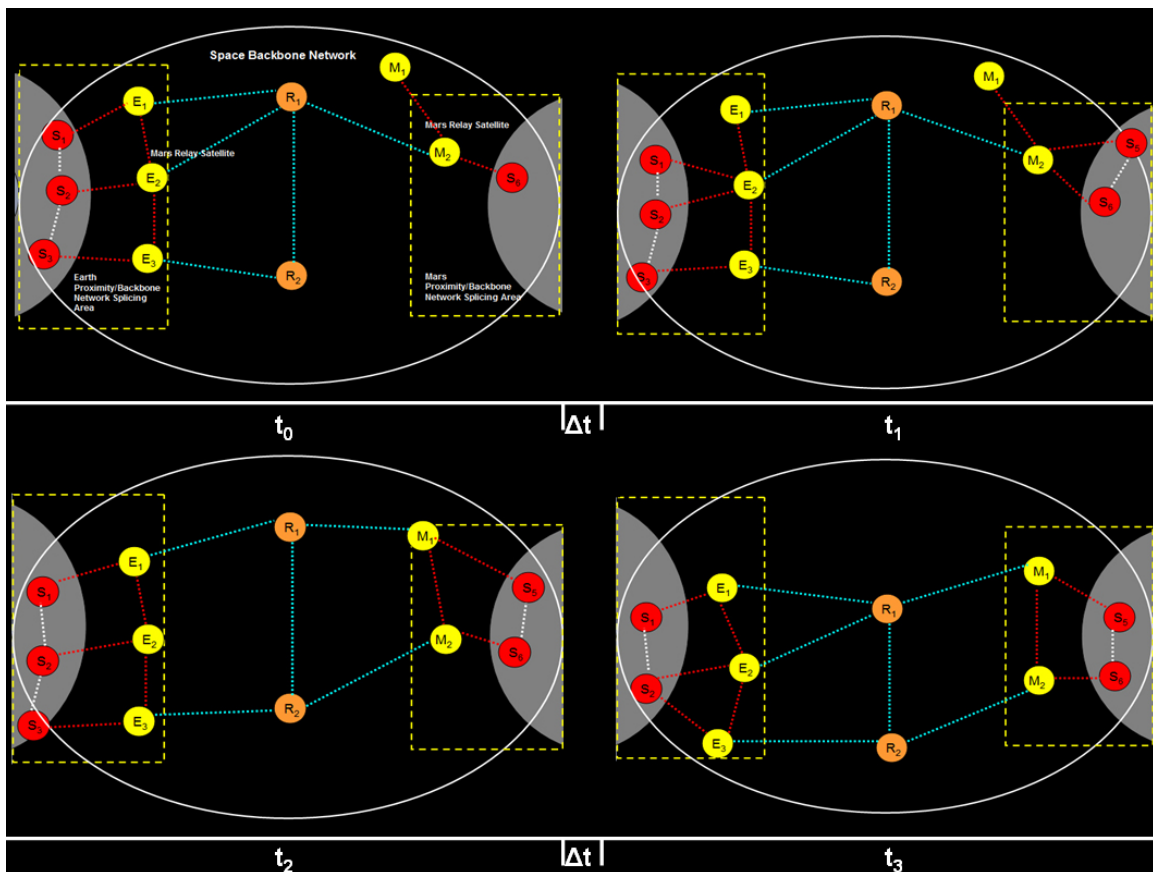 Space Backbone Network
M1
E1
R1
S1
Mars Relay Satellite
M2
Mars Relay Satellite
E2
S6
S2
S3
E3
R2
Earth
Proximity/Backbone
Network Splicing
Area
Mars
Proximity/Backbone
Network Splicing Area
M1
E1
R1
S5
S1
M2
E2
S6
S2
E3
S3
R2
t0
Δt
t1
R1
M1
E1
S5
S1
E2
M2
S6
S2
R2
E3
S3
M1
E1
R1
S1
S5
E2
S6
M2
S2
E3
R2
t2
Δt
t3